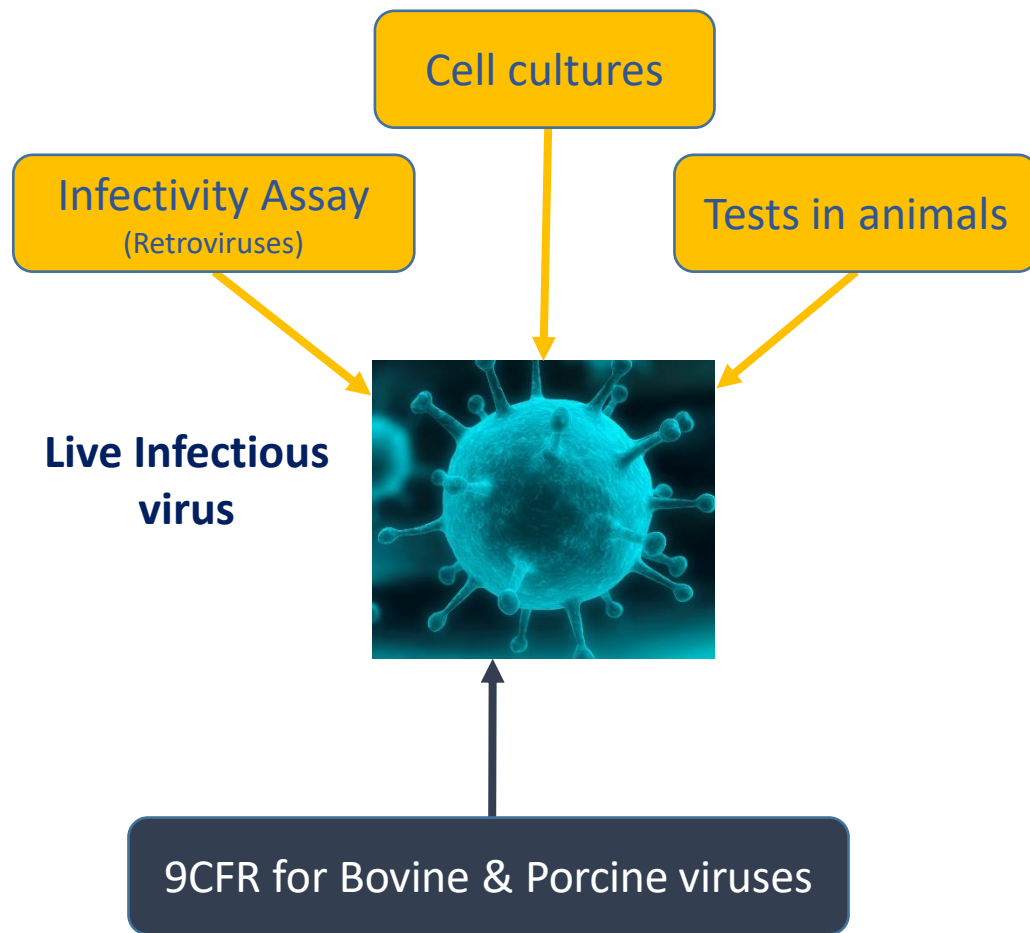 Cell cultures
Infectivity Assay
(Retroviruses)
Tests in animals
Live Infectious
virus
9CFR for Bovine & Porcine viruses